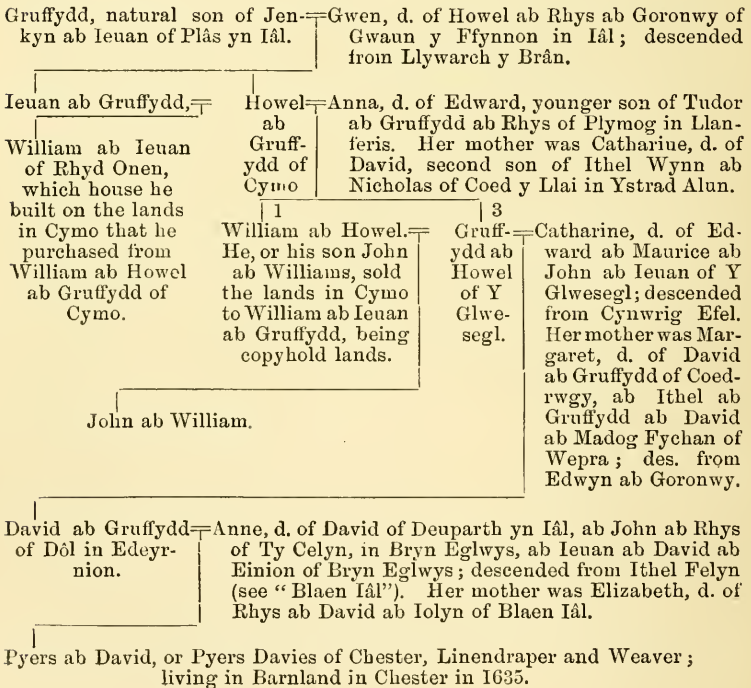 Gruffydd, natural son of Jen-
kyn ab Ieuan of Plâs yn Iâl.
Gwen, d. of Howel ab Rhys ab Goronwy of
Gwaun y Ffynnon in Iâl; descended
from Llywarch y Brân.
Ieuan ab Gruffydd,
William ab Ieuan
of Rhyd Onen,
which house he
built on the lands
in Cymo that he
purchased from
William ab Howel
ab Gruffydd of
Cymo.
Howel
ab
Gruff-
ydd of
Cymo
Anna, d. of Edward, younger son of Tudor
ab Gruffydd ab Rhys of Plymog in Llan-
feris. Her mother was Catharine, d. of
David, second son of Ithel Wynn ab
Nicholas of Coed y Llai in Ystrad Alun.
1
William ab Howel.
He, or his son John
ab Williams, sold
the lands in Cymo
to William ab Ieuan
ab Gruffydd, being
copyhold lands.
3
Gruff-
ydd ab
Howel
of Y
Glwe-
segl.
Catharine, d. of Ed-
ward ab Maurice ab
John ab Ieuan of Y
Glwesegl; descended
from Cynwrig Efel.
Her mother was Mar-
garet, d. of David
ab Gruffydd of Coed-
rwgy, ab Ithel ab
Gruffydd ab David
ab Madog Fychan of
Wepra; des. from
Edwyn ab Goronwy.
John ab William.
David ab Gruffydd
of Dôl in Edeyr-
nion.
Anne, d. of David of Deuparth yn Iâl, ab John ab Rhys
of Ty Celyn, in Bryn Eglwys, ab Ieuan ab David ab
Einion of Bryn Eglwys; descended from Ithel Felyn
(see "Blaen Iâl"). Her mother was Elizabeth, d. of
Rhys ab David ab Iolyn of Blaen Iâl.
Pyers ab David, or Pyers Davies of Chester, Linendraper and Weaver;
living in Barnland in Chester in 1635.